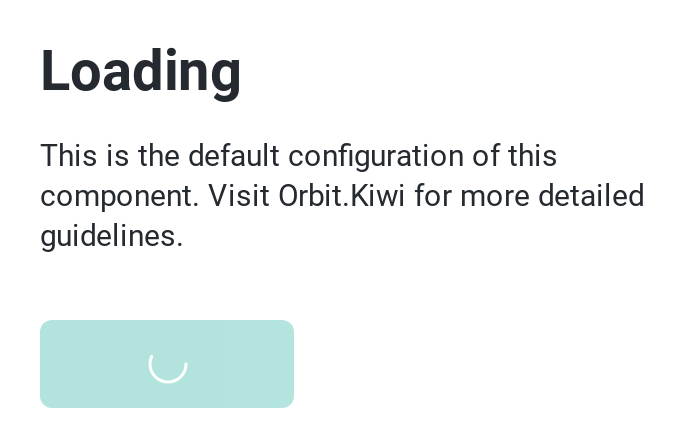 Loading
This is the default configuration of this
component. Visit Orbit.Kiwi for more detailed
guidelines.